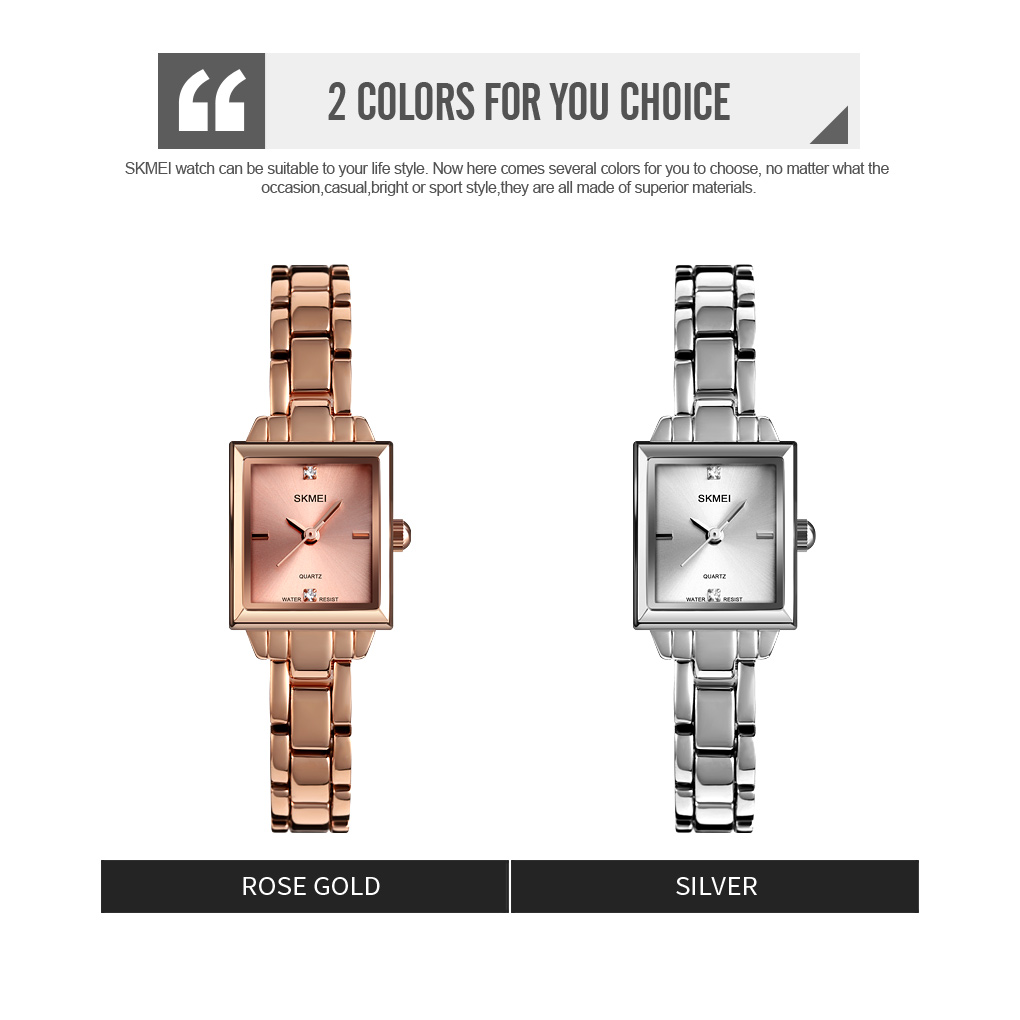 2 COLORS FOR YOU CHOICE
SKMEI watch can be suitable to your life style. Now here comes several colors for you to choose, no matter what the
occasion,casual,bright or sport style,they are all made of superior materials.
SKMEI
QUARTZ
WATER RESIST
SKMEI
QUARTZ
WATER RESIST
ROSE GOLD
SILVER